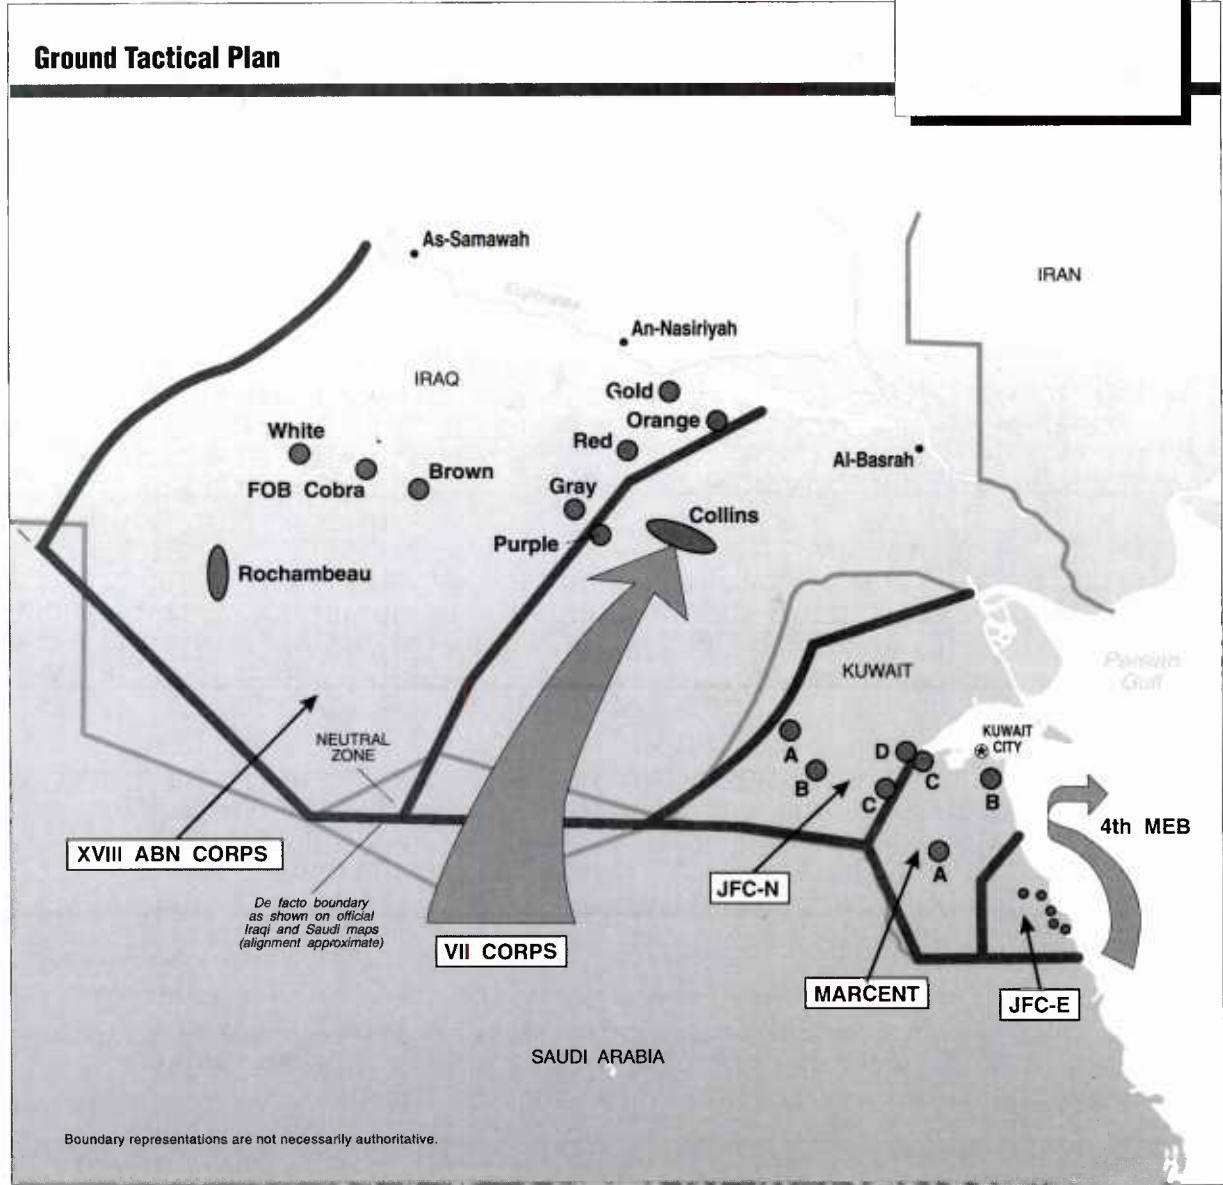 Ground Tactical Plan
As-Samawah
IRAN
Euphrates
An-Nasiriyah
IRAQ
Gold
Orange
White
Red
Al-Basrah
FOB Cobra
Brown
Gray
Collins
Purple
Rochambeau
Persian
Gulf
KUWAIT
NEUTRAL
ZONE
KUWAIT
CITY
A
D
C
B
C
B
4th MEB
XVIII ABN CORPS
A
JFC-N
De facto boundary
as shown on official
Iraqi and Saudi maps
(alignment approximate)
VII CORPS
MARCENT
JFC-E
SAUDI ARABIA
Boundary representations are not necessarily authoritative.